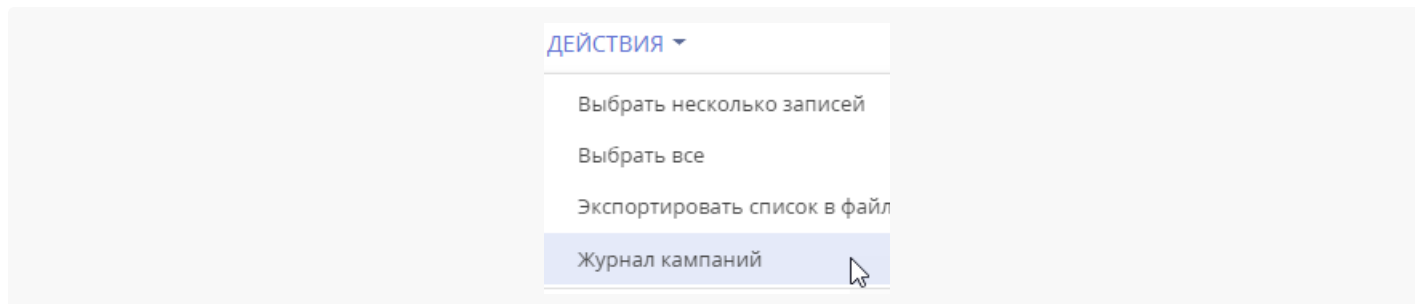 ДЕЙСТВИЯ
Выбрать несколько записей
Выбрать все
Экспортировать список в файл
Журнал кампаний